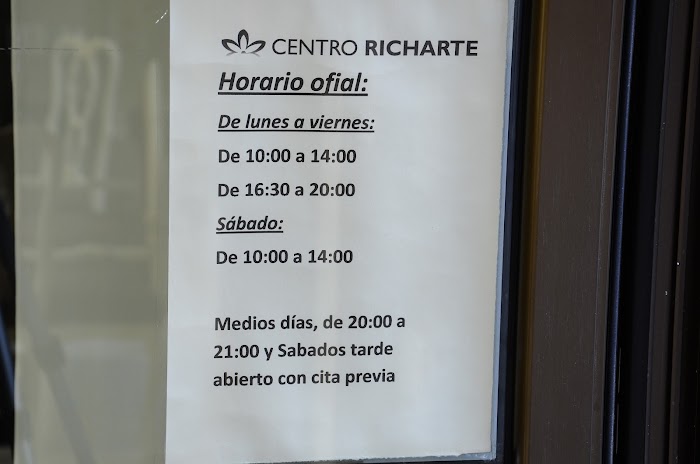 CENTRO RICHARTE
Horario ofial:
De lunes a viernes:
De 10:00 a 14:00
De 16:30 a 20:00
Sábado:
De 10:00 a 14:00
Medios días, de 20:00 a
21:00 y Sabados tarde
abierto con cita previa